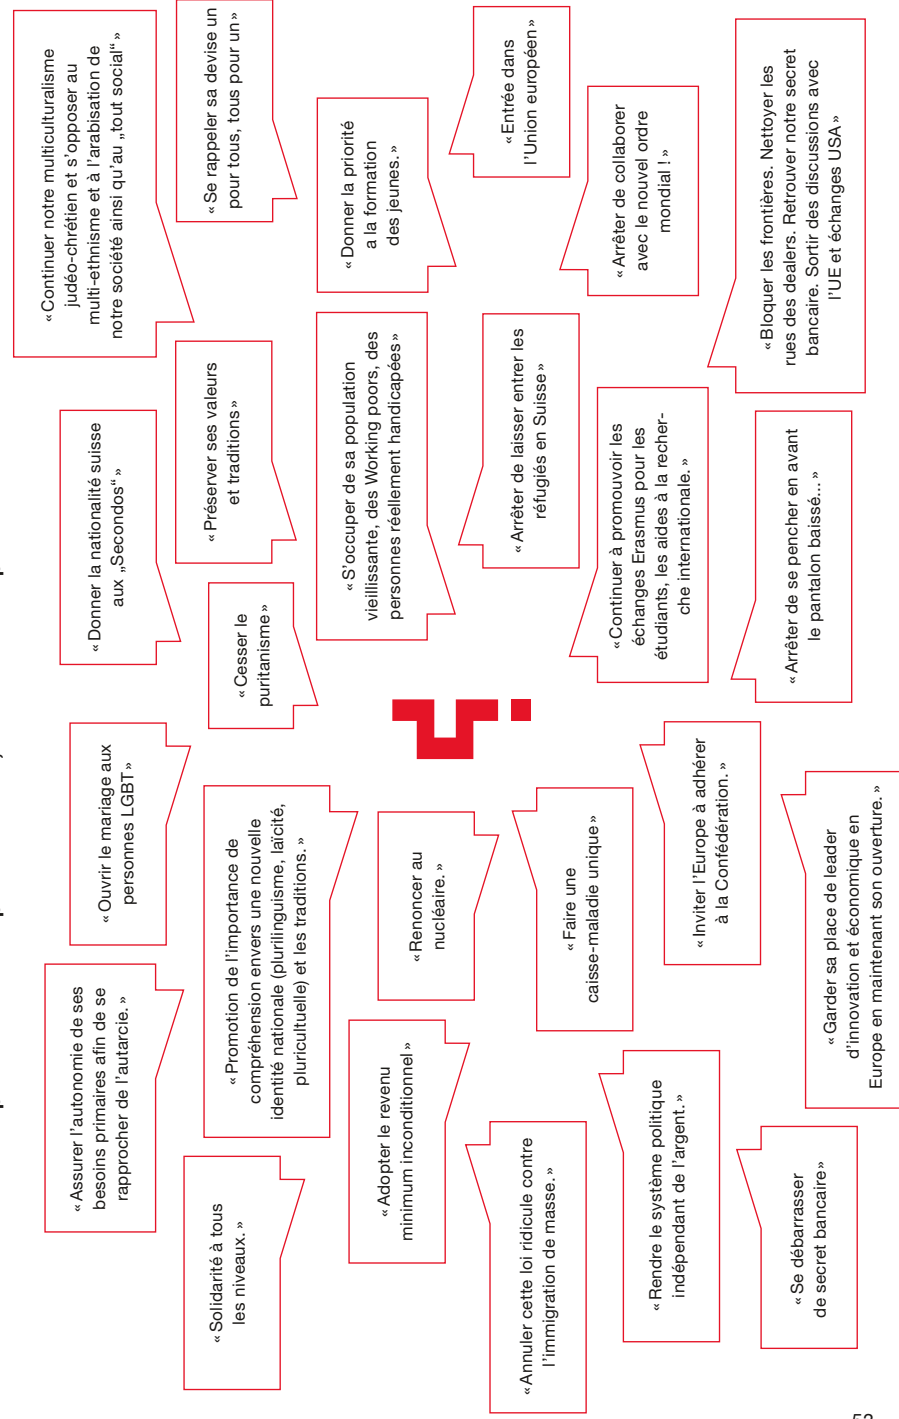 «Assurer l'autonomie de ses
besoins primaires afin de se
rapprocher de l'autarcie.»
«Ouvrir le mariage aux
personnes LGBT»
«Donner la nationalité suisse
aux „Secondos“»
«Continuer notre multiculturalisme
judéo-chrétien et s'opposer au
multi-ethnisme et à l'arabisation de
notre société ainsi qu'au „tout social“»
«Solidarité à tous
les niveaux.»
«Promotion de l'importance de
compréhension envers une nouvelle
identité nationale (plurilinguisme, laïcité,
pluricultuelle) et les traditions.»
«Cesser le
puritanisme»
«Préserver ses valeurs
et traditions»
«Se rappeler sa devise un
pour tous, tous pour un»
«Adopter le revenu
minimum inconditionnel»
«Renoncer au
nucléaire.»
«S'occuper de sa population
vieillissante, des Working poors, des
personnes réellement handicapées»
«Donner la priorité
a la formation
des jeunes.»
«Annuler cette loi ridicule contre
l'immigration de masse.»
«Faire une
caisse-maladie unique»
«Arrêter de laisser entrer les
réfugiés en Suisse»
«Entrée dans
l'Union européen»
«Rendre le système politique
indépendant de l'argent.»
«Inviter l'Europe à adhérer
à la Confédération.»
«Continuer à promouvoir les
échanges Erasmus pour les
étudiants, les aides à la recher-
che internationale.»
«Arrêter de collaborer
avec le nouvel ordre
mondial !»
«Se débarrasser
de secret bancaire»
«Garder sa place de leader
d'innovation et économique en
Europe en maintenant son ouverture.»
«Arrêter de se pencher en avant
le pantalon baissé...»
«Bloquer les frontières. Nettoyer les
rues des dealers. Retrouver notre secret
bancaire. Sortir des discussions avec
l'UE et échanges USA»